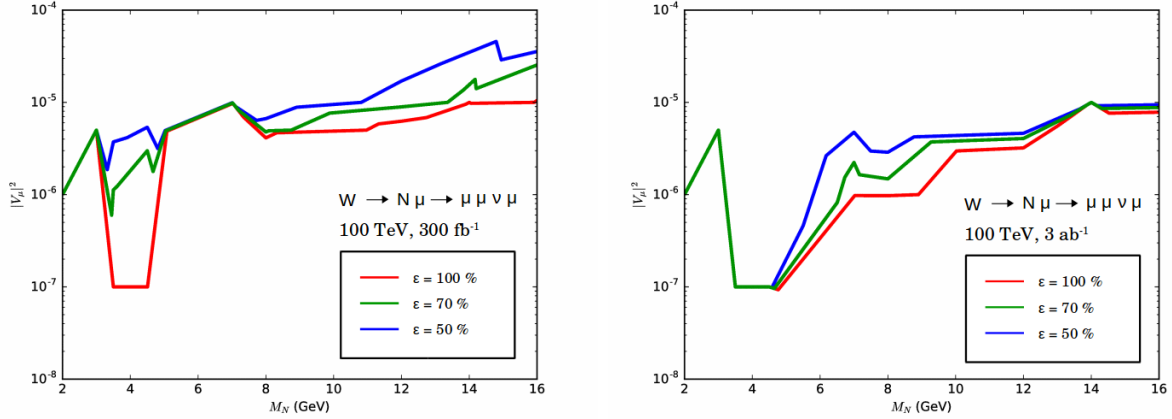 10⁻⁴
10⁻⁵
10⁻⁶
10⁻⁷
10⁻⁸
|V_μ|²
W → N μ → μ μ ν μ
100 TeV, 300 fb⁻¹
ε = 100 %
ε = 70 %
ε = 50 %
2 4 6 8 10 12 14 16
M_N (GeV)
10⁻⁴
10⁻⁵
10⁻⁶
10⁻⁷
10⁻⁸
|V_μ|²
W → N μ → μ μ ν μ
100 TeV, 3 ab⁻¹
ε = 100 %
ε = 70 %
ε = 50 %
2 4 6 8 10 12 14 16
M_N (GeV)